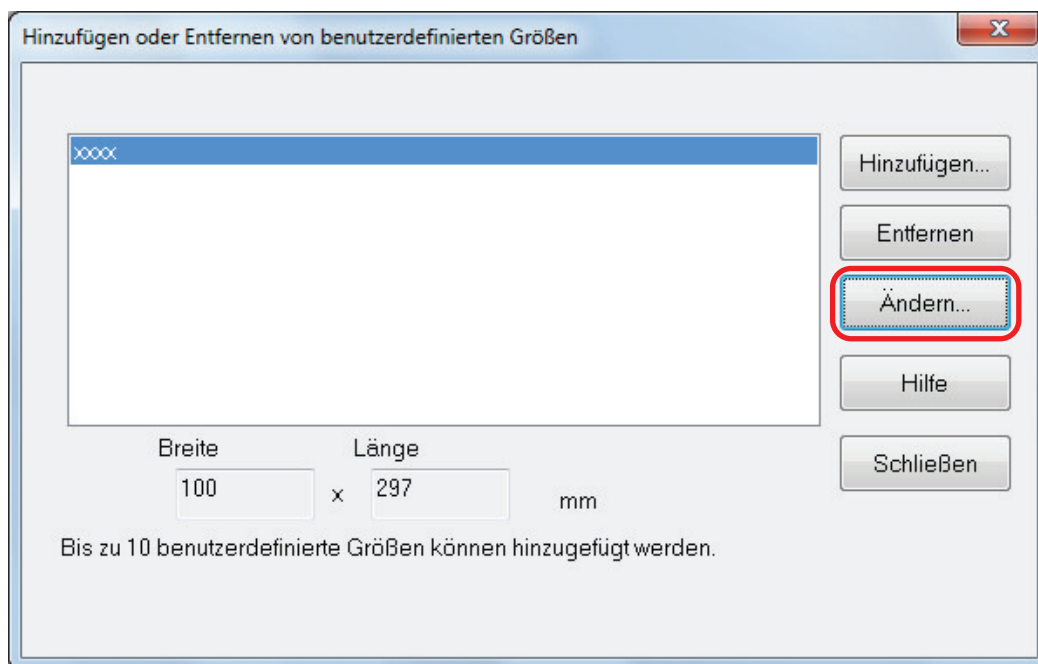 Hinzufügen oder Entfernen von benutzerdefinierten Größen
xxxx
Hinzufügen...
Entfernen
Ändern...
Hilfe
Schließen
Breite Länge
100 x 297 mm
Bis zu 10 benutzerdefinierte Größen können hinzugefügt werden.